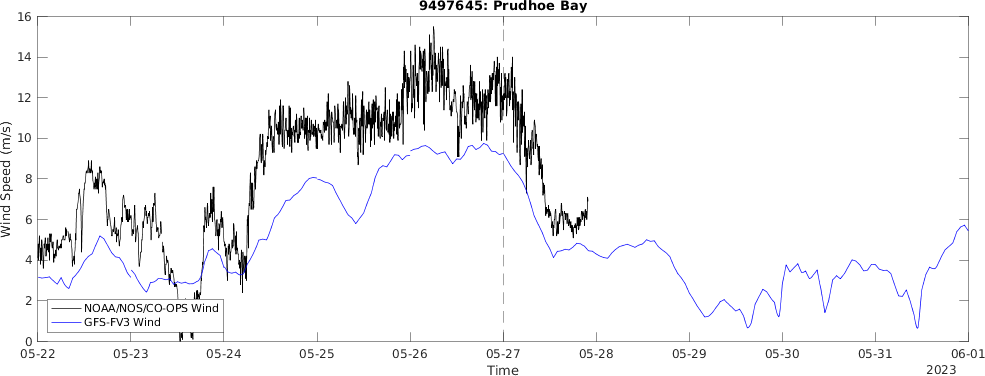 9497645: Prudhoe Bay
16
14
12
10
8
6
4
2
0
Wind Speed (m/s)
NOAA/NOS/CO-OPS Wind
GFS-FV3 Wind
05-22 05-23 05-24 05-25 05-26 05-27 05-28 05-29 05-30 05-31 06-01
Time
2023